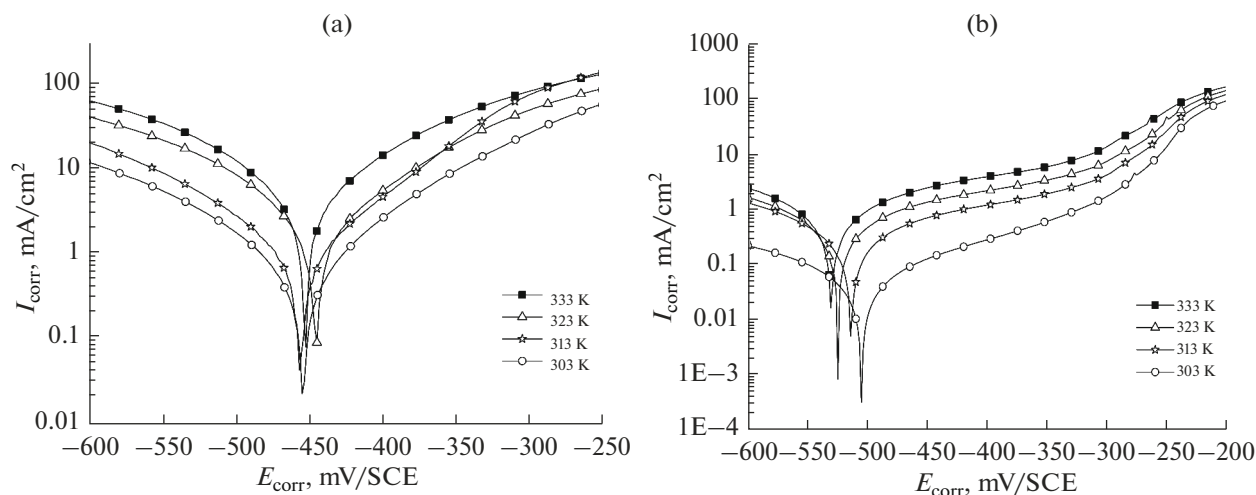 (a)
100
10
1
0.1
0.01
I_corr, mA/cm²
333 K
323 K
313 K
303 K
−600 −550 −500 −450 −400 −350 −300 −250
E_corr, mV/SCE
(b)
1000
100
10
1
0.1
0.01
1E−3
1E−4
I_corr, mA/cm²
333 K
323 K
313 K
303 K
−600 −550 −500 −450 −400 −350 −300 −250 −200
E_corr, mV/SCE